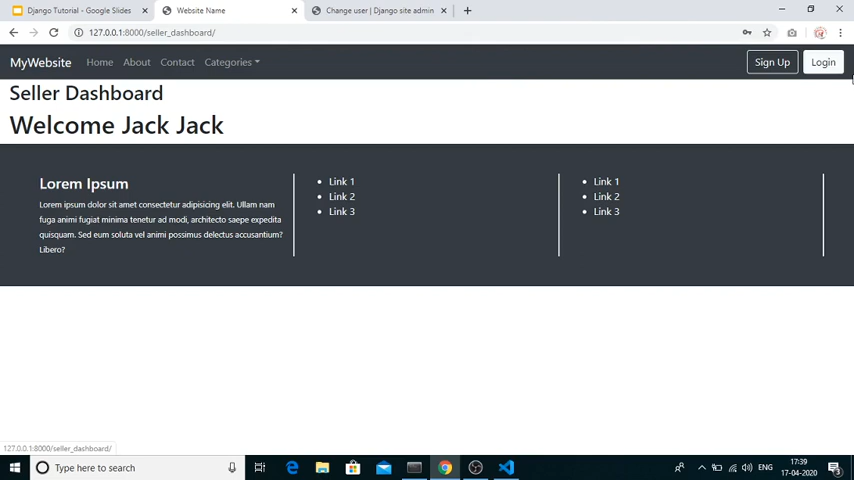 Django Tutorial - Google Slides
Website Name
Change user | Django site admin
127.0.0.1:8000/seller_dashboard/
MyWebsite Home About Contact Categories Sign Up Login
Seller Dashboard
Welcome Jack Jack
Lorem Ipsum
Lorem ipsum dolor sit amet consectetur adipisicing elit. Ullam nam
fuga animi fugiat minima tenetur ad modi, architecto saepe expedita
quisquam. Sed eum soluta vel animi possimus delectus accusantium?
Libero?
Link 1
Link 2
Link 3
Link 1
Link 2
Link 3
127.0.0.1:8000/seller_dashboard/
Type here to search
ENG
17:39
17-04-2020
3